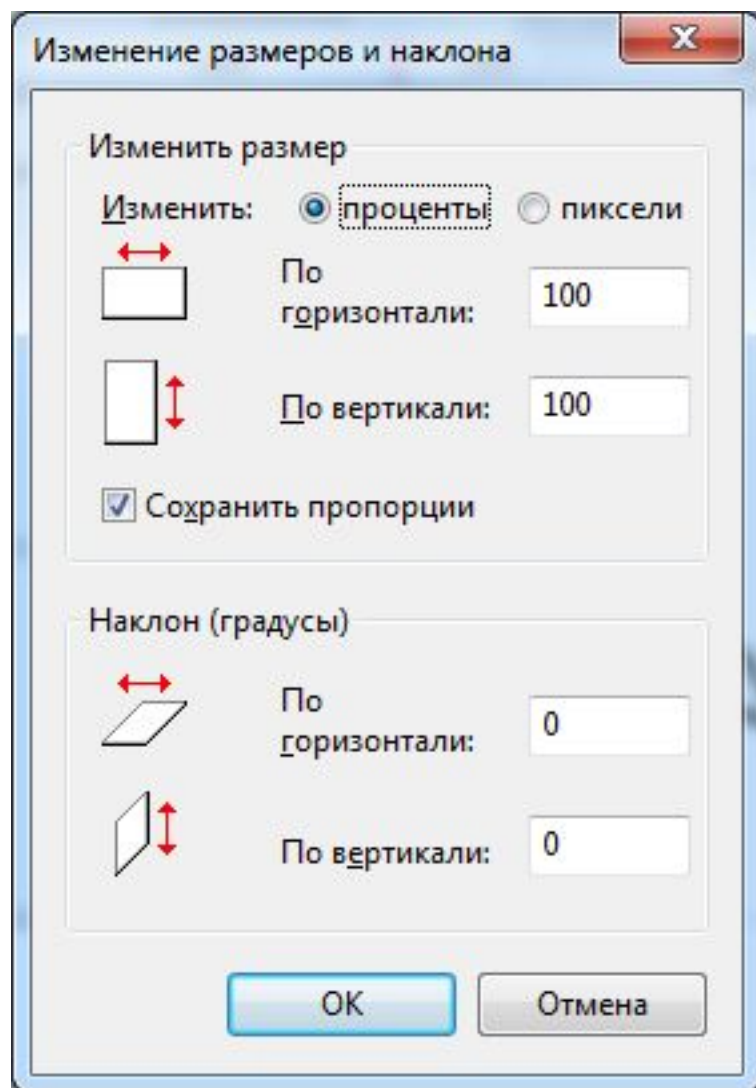 Изменение размеров и наклона
Изменить размер
Изменить: проценты пиксели
По
горизонтали: 100
По вертикали: 100
Сохранить пропорции
Наклон (градусы)
По
горизонтали: 0
По вертикали: 0
ОК Отмена